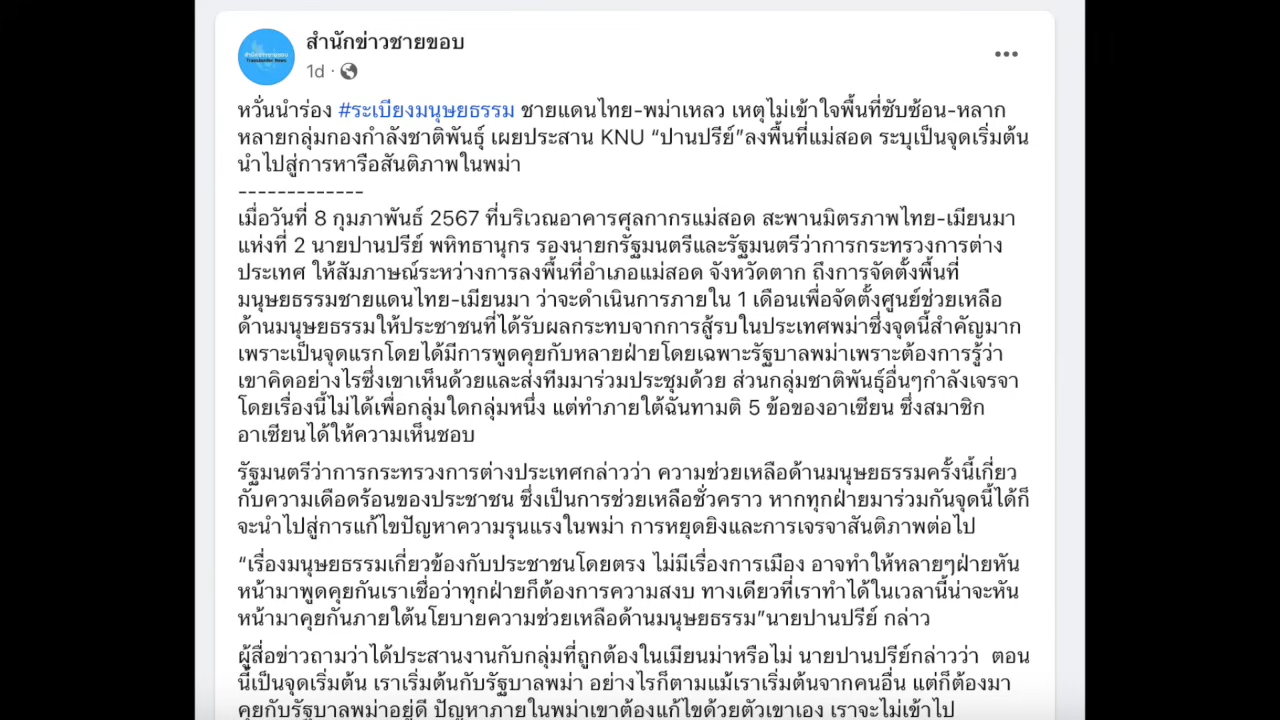 สำนักข่าวชายขอบ
1d ·
สำนักข่าวชายขอบ
Transborder News
หวั่นนำร่อง #ระเบียงมนุษยธรรม ชายแดนไทย-พม่าเหลว เหตุไม่เข้าใจพื้นที่ซับซ้อน-หลาก
หลายกลุ่มกองกำลังชาติพันธุ์ เผยประสาน KNU “ปานปรีย์”ลงพื้นที่แม่สอด ระบุเป็นจุดเริ่มต้น
นำไปสู่การหารือสันติภาพในพม่า
-------------
เมื่อวันที่ 8 กุมภาพันธ์ 2567 ที่บริเวณอาคารศุลกากรแม่สอด สะพานมิตรภาพไทย-เมียนมา
แห่งที่ 2 นายปานปรีย์ พหิทธานุกร รองนายกรัฐมนตรีและรัฐมนตรีว่าการกระทรวงการต่าง
ประเทศ ให้สัมภาษณ์ระหว่างการลงพื้นที่อำเภอแม่สอด จังหวัดตาก ถึงการจัดตั้งพื้นที่
มนุษยธรรมชายแดนไทย-เมียนมา ว่าจะดำเนินการภายใน 1 เดือนเพื่อจัดตั้งศูนย์ช่วยเหลือ
ด้านมนุษยธรรมให้ประชาชนที่ได้รับผลกระทบจากการสู้รบในประเทศพม่าซึ่งจุดนี้สำคัญมาก
เพราะเป็นจุดแรกโดยได้มีการพูดคุยกับหลายฝ่ายโดยเฉพาะรัฐบาลพม่าเพราะต้องการรู้ว่า
เขาคิดอย่างไรซึ่งเขาเห็นด้วยและส่งทีมมาร่วมประชุมด้วย ส่วนกลุ่มชาติพันธุ์อื่นๆกำลังเจรจา
โดยเรื่องนี้ไม่ได้เพื่อกลุ่มใดกลุ่มหนึ่ง แต่ทำภายใต้ฉันทามติ 5 ข้อของอาเซียน ซึ่งสมาชิก
อาเซียนได้ให้ความเห็นชอบ
รัฐมนตรีว่าการกระทรวงการต่างประเทศกล่าวว่า ความช่วยเหลือด้านมนุษยธรรมครั้งนี้เกี่ยว
กับความเดือดร้อนของประชาชน ซึ่งเป็นการช่วยเหลือชั่วคราว หากทุกฝ่ายมาร่วมกันจุดนี้ได้ก็
จะนำไปสู่การแก้ไขปัญหาความรุนแรงในพม่า การหยุดยิงและการเจรจาสันติภาพต่อไป
“เรื่องมนุษยธรรมเกี่ยวข้องกับประชาชนโดยตรง ไม่มีเรื่องการเมือง อาจทำให้หลายๆฝ่ายหัน
หน้ามาพูดคุยกันเราเชื่อว่าทุกฝ่ายก็ต้องการความสงบ ทางเดียวที่เราทำได้ในเวลานี้น่าจะหัน
หน้ามาคุยกันภายใต้นโยบายความช่วยเหลือด้านมนุษยธรรม”นายปานปรีย์ กล่าว
ผู้สื่อข่าวถามว่าได้ประสานงานกับกลุ่มที่ถูกต้องในเมียนม่าหรือไม่ นายปานปรีย์กล่าวว่า ตอน
นี้เป็นจุดเริ่มต้น เราเริ่มต้นกับรัฐบาลพม่า อย่างไรก็ตามแม้เราเริ่มต้นจากคนอื่น แต่ก็ต้องมา
คุยกับรัฐบาลพม่าอยู่ดี ปัญหาภายในพม่าเขาต้องแก้ไขด้วยตัวเขาเอง เราจะไม่เข้าไป